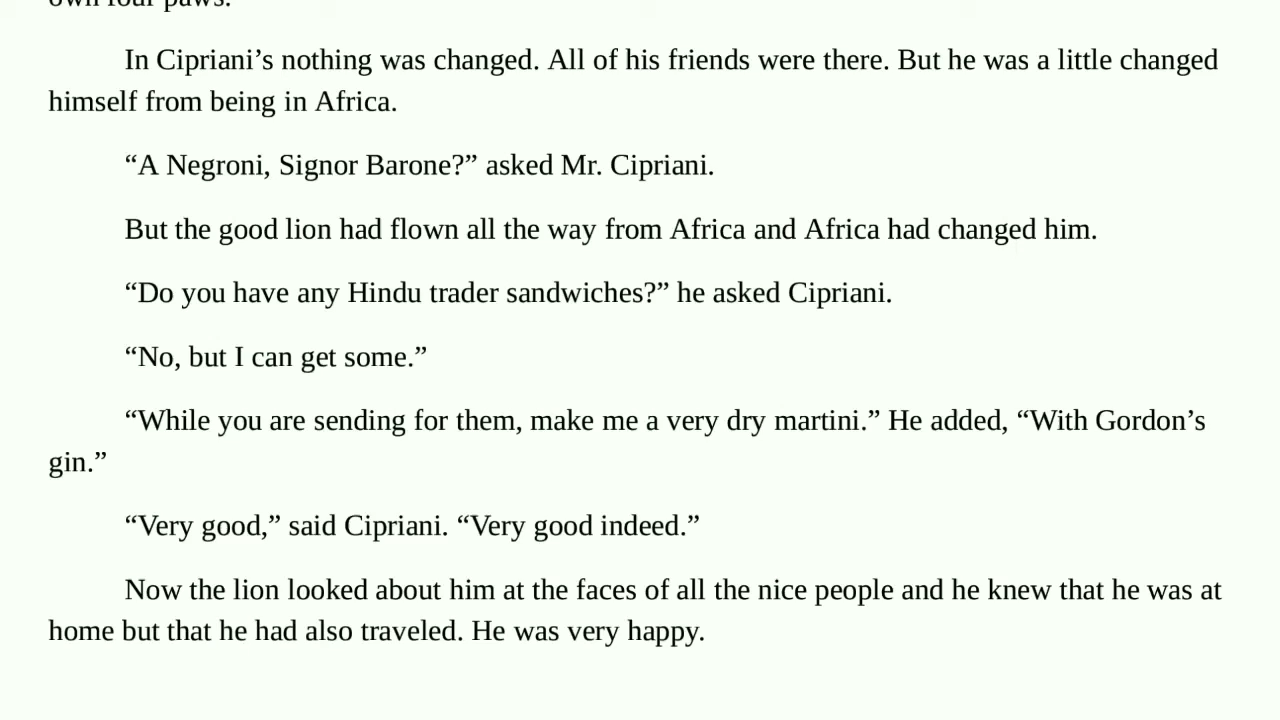 own four paws.
In Cipriani’s nothing was changed. All of his friends were there. But he was a little changed
himself from being in Africa.
“A Negroni, Signor Barone?” asked Mr. Cipriani.
But the good lion had flown all the way from Africa and Africa had changed him.
“Do you have any Hindu trader sandwiches?” he asked Cipriani.
“No, but I can get some.”
“While you are sending for them, make me a very dry martini.” He added, “With Gordon’s
gin.”
“Very good,” said Cipriani. “Very good indeed.”
Now the lion looked about him at the faces of all the nice people and he knew that he was at
home but that he had also traveled. He was very happy.